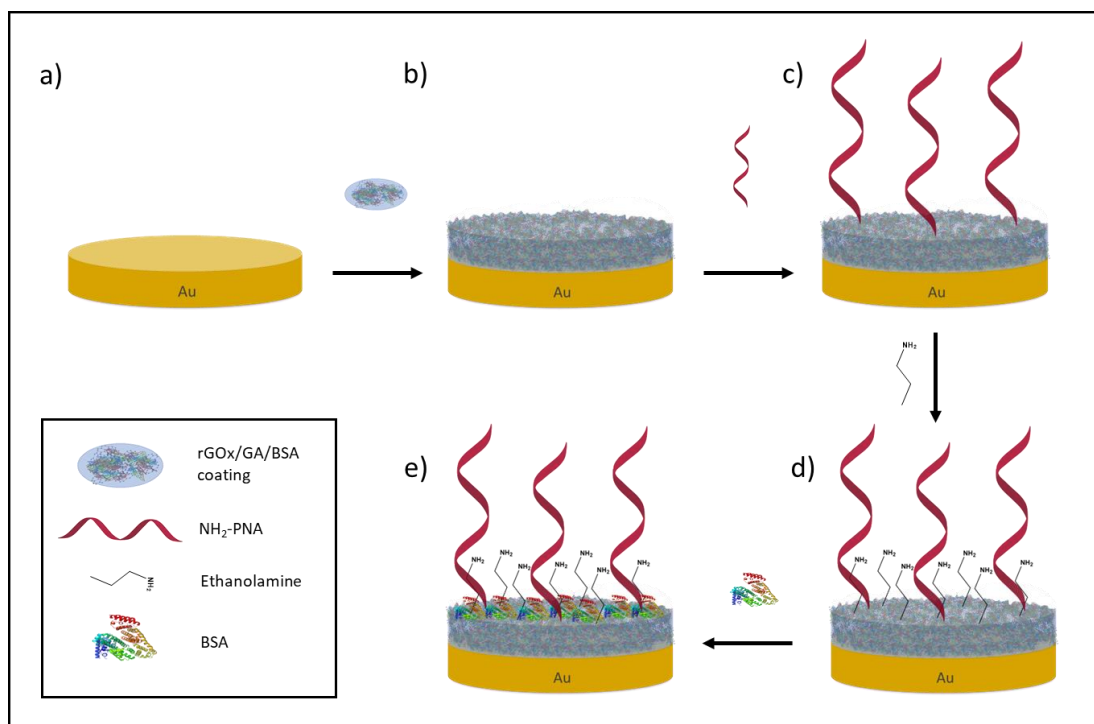 a)
b)
c)
Au
Au
Au
NH2
e)
d)
rGOx/GA/BSA
coating
NH2-PNA
NH2
Ethanolamine
BSA
NH2
NH2
NH2
NH2
NH2
NH2
NH2
Au
NH2
NH2
NH2
NH2
NH2
NH2
NH2
Au